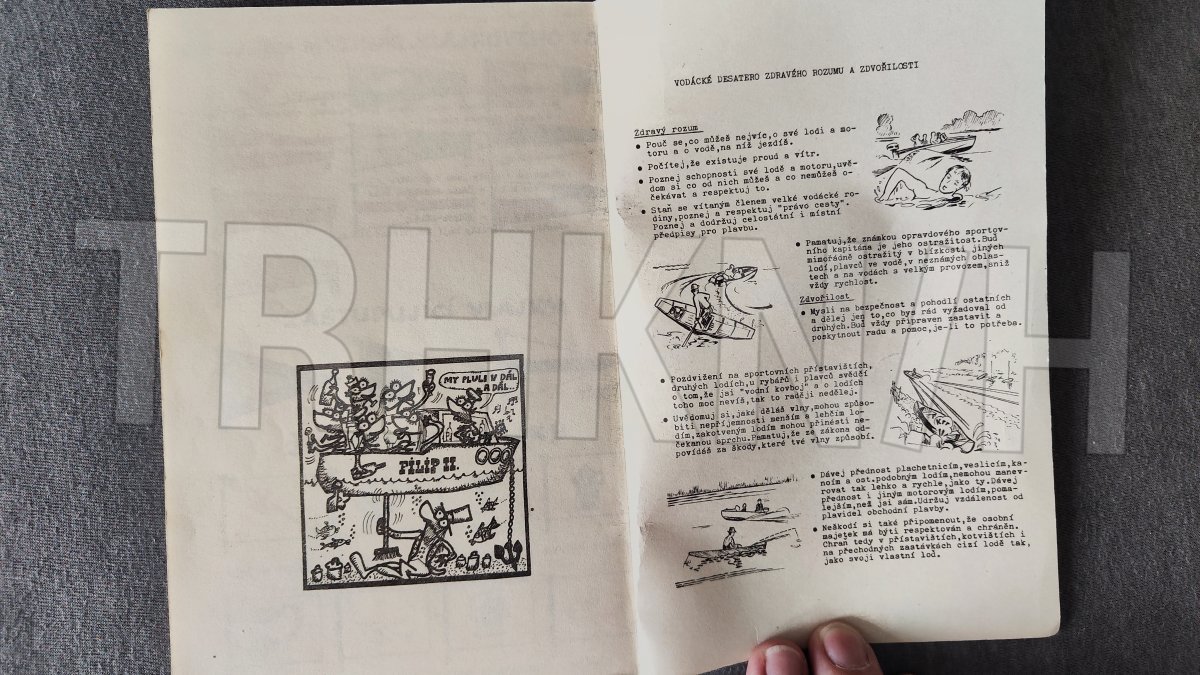 MY PLULI V DÁL
A DÁL..
PILIP II.
VODÁCKÉ DESATERO ZDRAVÉHO ROZUMU A ZDVOŘILOSTI
Zdravý rozum
● Pouč se,co můžeš nejvíc,o své lodi a mo-
toru a o vodě,na níž jezdíš.
● Počítej,že existuje proud a vítr.
● Poznej schopnosti své lodě a motoru,uvě-
dom si co od nich můžeš a co nemůžeš o-
čekávat a respektuj to.
● Staň se vítaným členem velké vodácké ro-
diny,poznej a respektuj "právo cesty".
Poznej a dodržuj celostátní i místní
předpisy pro plavbu.
● Pamatuj,že známkou opravdového sportov-
ního kapitána je jeho ostražitost.Buď
mimořádně ostražitý v blízkosti jiných
lodí,plavců ve vodě,v neznámých oblas-
tech a na vodách s velkým provozem,sniž
vždy rychlost.
Zdvořilost
● Mysli na bezpečnost a pohodlí ostatních
a dělej jen to,co bys rád vyžadoval od
druhých.Buď vždy připraven zastavit a
poskytnout radu a pomoc,je-li to potřeba.
● Pozdvižení na sportovních přístavištích,
druhých lodích,u rybářů i plavců svědčí
o tom,že jsi "vodní kovboj" a o lodích
toho moc nevíš,tak to raději nedělej.
● Uvědomuj si,jaké děláš vlny,mohou způso-
biti nepříjemnosti menším a lehčím lo-
dím,zakotveným lodím mohou přinésti ne-
čekanou sprchu.Pamatuj,že ze zákona od-
povídáš za škody,které tvé vlny způsobí.
● Dávej přednost plachetnicím,veslicím,ka-
noím a ost.podobným lodím,nemohou manev-
rovat tak lehko a rychle,jako ty.Dávej
přednost i jiným motorovým lodím,poma-
lejším,než jsi sám.Udržuj vzdálenost od
plavidel obchodní plavby.
● Neškodí si také připomenout,že osobní
majetek má býti respektován a chráněn.
Chraň tedy v přístavištích,kotvištích i
na přechodných zastávkách cizí lodě tak,
jako svoji vlastní loď.
TRHKNIH